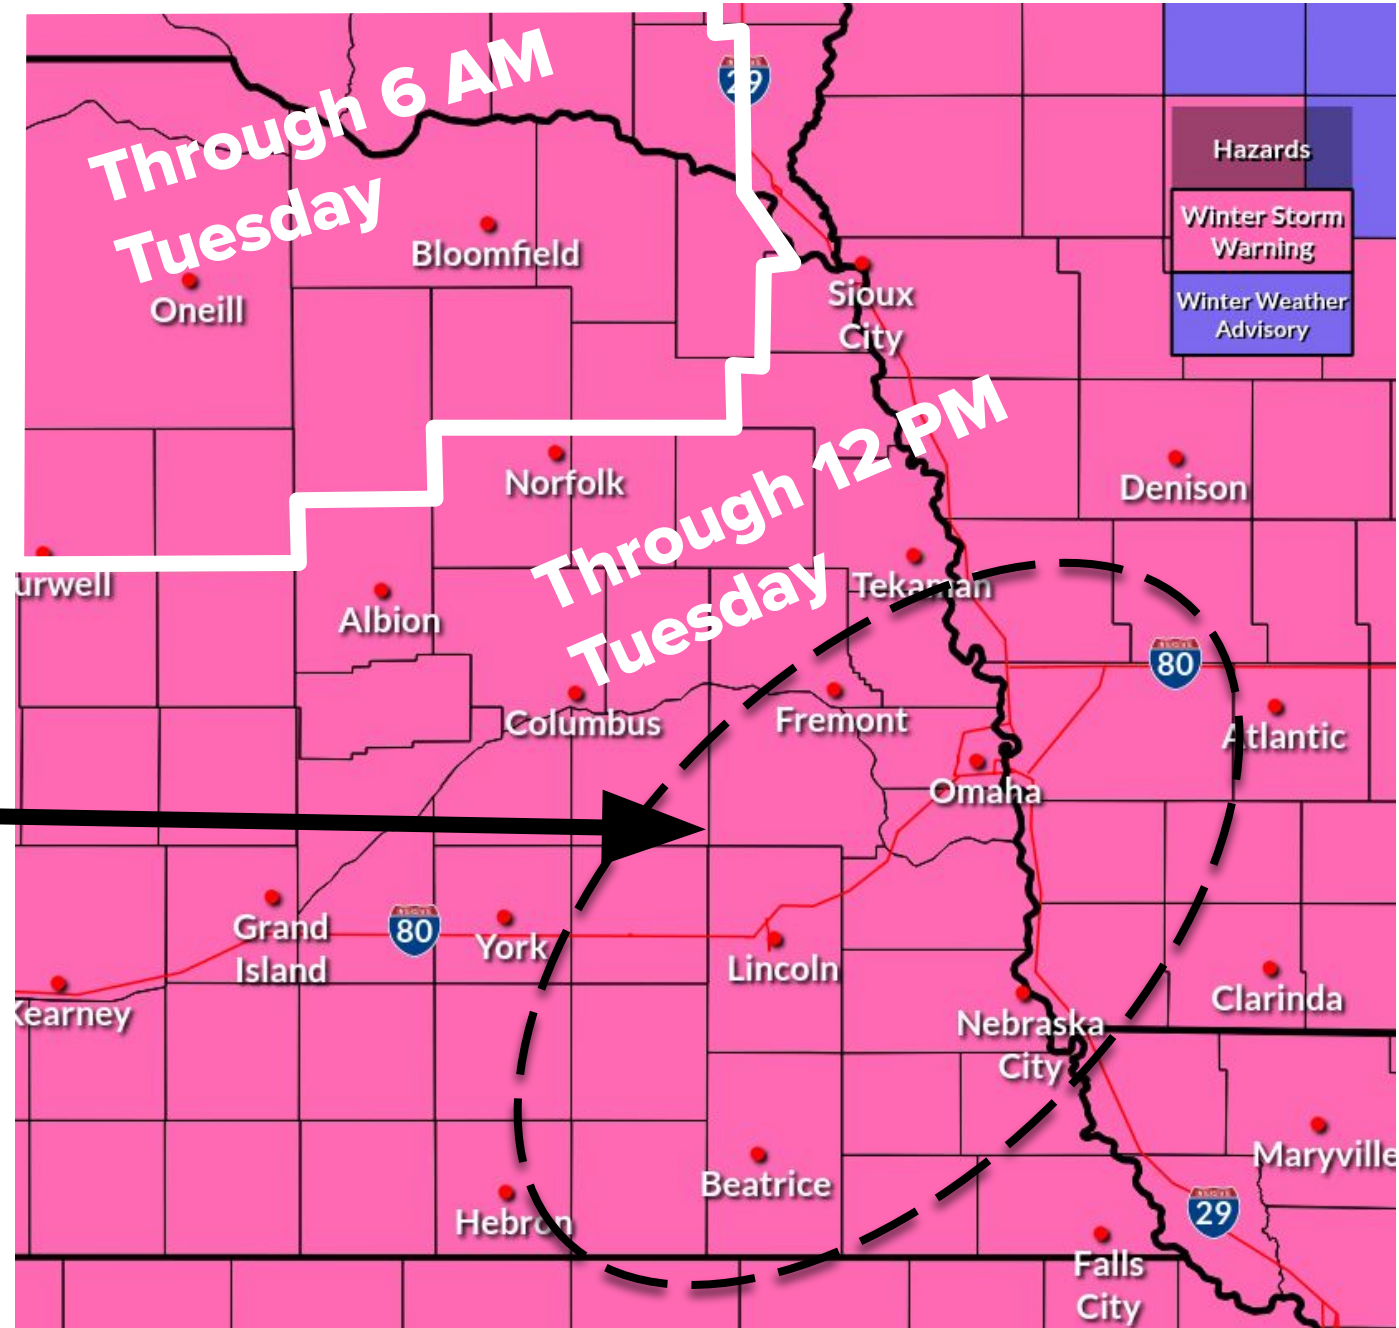 29
Through 6 AM
Tuesday
Hazards
Winter Storm
Warning
Winter Weather
Advisory
Bloomfield
Oneill
Sioux
City
Through 12 PM
Tuesday
Norfolk
Denison
urwell
Albion
Tekamah
80
Columbus
Fremont
Atlantic
Omaha
Grand
Island
80
York
Lincoln
Kearney
Clarinda
Nebraska
City
Maryville
Beatrice
Hebron
29
Falls
City